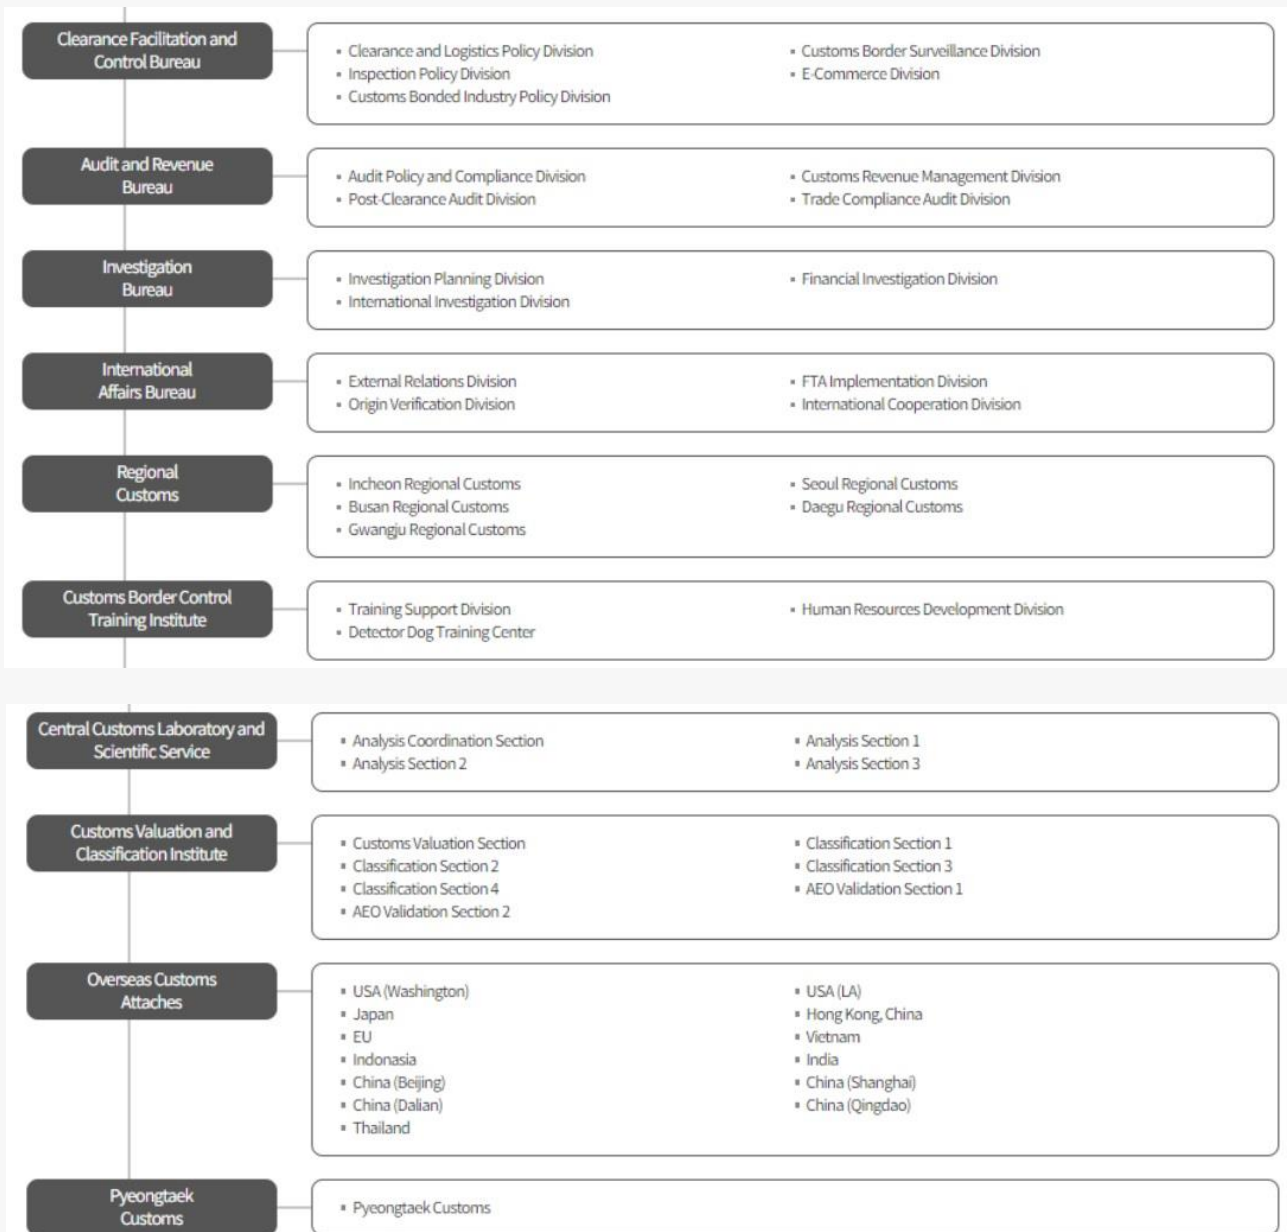 Clearance Facilitation and
Control Bureau
▪ Clearance and Logistics Policy Division
▪ Customs Border Surveillance Division
▪ Inspection Policy Division
▪ E-Commerce Division
▪ Customs Bonded Industry Policy Division
Audit and Revenue
Bureau
▪ Audit Policy and Compliance Division
▪ Customs Revenue Management Division
▪ Post-Clearance Audit Division
▪ Trade Compliance Audit Division
Investigation
Bureau
▪ Investigation Planning Division
▪ Financial Investigation Division
▪ International Investigation Division
International
Affairs Bureau
▪ External Relations Division
▪ FTA Implementation Division
▪ Origin Verification Division
▪ International Cooperation Division
Regional
Customs
▪ Incheon Regional Customs
▪ Seoul Regional Customs
▪ Busan Regional Customs
▪ Daegu Regional Customs
▪ Gwangju Regional Customs
Customs Border Control
Training Institute
▪ Training Support Division
▪ Human Resources Development Division
▪ Detector Dog Training Center
Central Customs Laboratory and
Scientific Service
▪ Analysis Coordination Section
▪ Analysis Section 1
▪ Analysis Section 2
▪ Analysis Section 3
Customs Valuation and
Classification Institute
▪ Customs Valuation Section
▪ Classification Section 1
▪ Classification Section 2
▪ Classification Section 3
▪ Classification Section 4
▪ AEO Validation Section 1
▪ AEO Validation Section 2
Overseas Customs
Attaches
▪ USA (Washington)
▪ USA (LA)
▪ Japan
▪ Hong Kong, China
▪ EU
▪ Vietnam
▪ Indonasia
▪ India
▪ China (Beijing)
▪ China (Shanghai)
▪ China (Dalian)
▪ China (Qingdao)
▪ Thailand
Pyeongtaek
Customs
▪ Pyeongtaek Customs